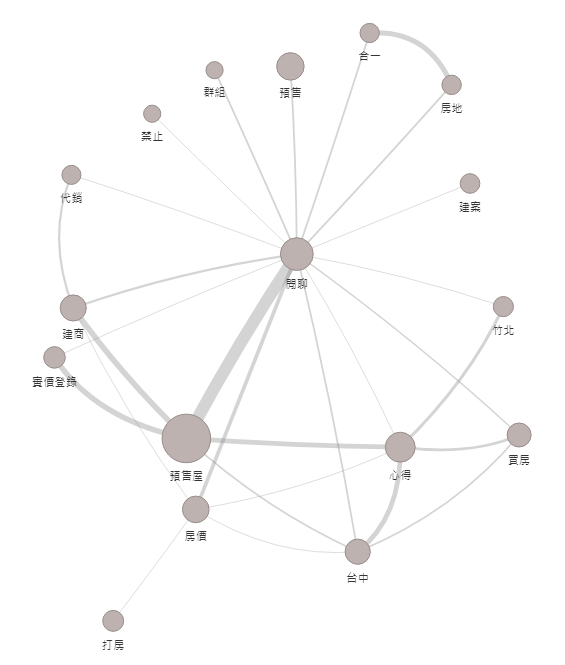 合一
群組
預售
房地
禁止
代銷
建案
閒聊
建商
竹北
實價登錄
預售屋
心得
買房
房價
台中
打房